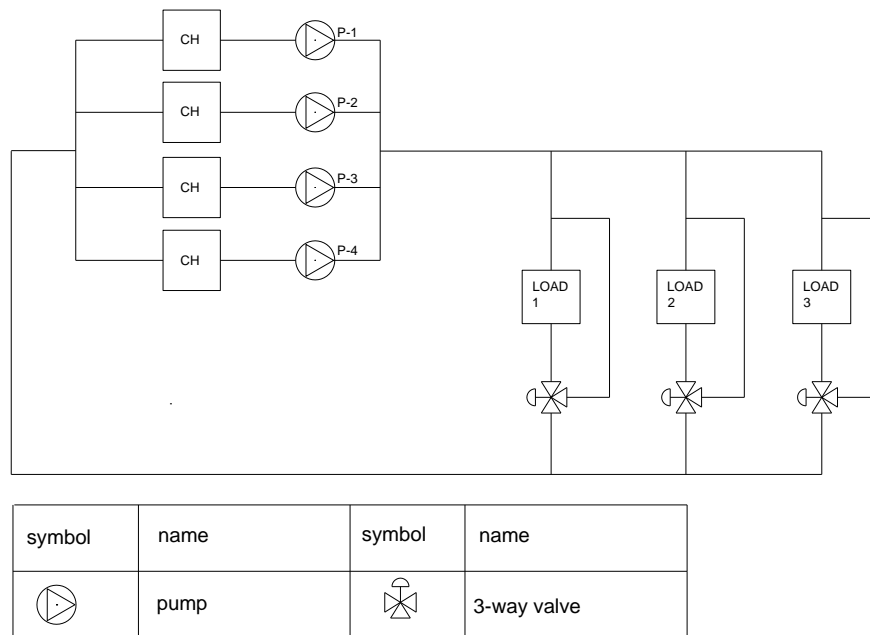 CH
P-1
CH
P-2
CH
P-3
CH
P-4
LOAD
1
LOAD
2
LOAD
3
symbol name symbol name
pump 3-way valve